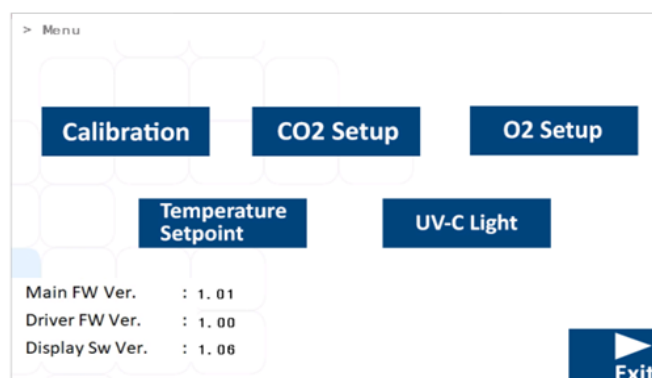 > Menu
Calibration
CO2 Setup
O2 Setup
Temperature
Setpoint
UV-C Light
Main FW Ver. : 1.01
Driver FW Ver. : 1.00
Display Sw Ver. : 1.06
Exit